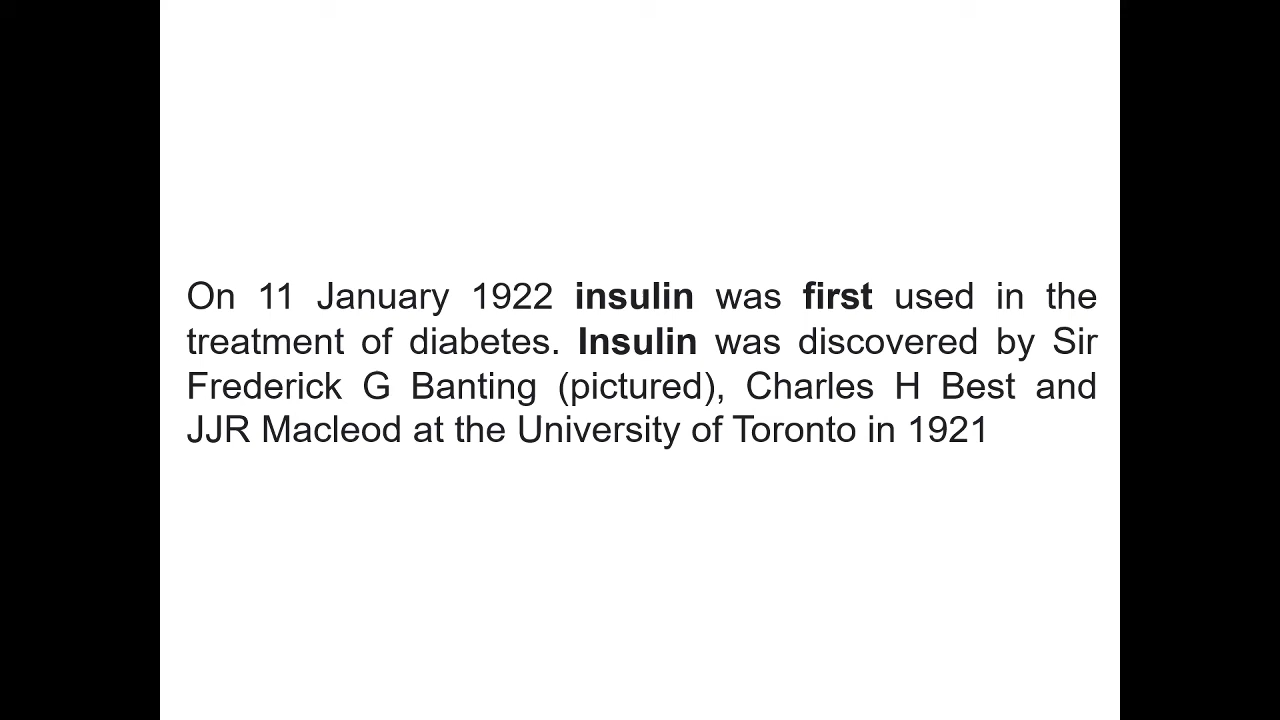 On 11 January 1922 insulin was first used in the
treatment of diabetes. Insulin was discovered by Sir
Frederick G Banting (pictured), Charles H Best and
JJR Macleod at the University of Toronto in 1921